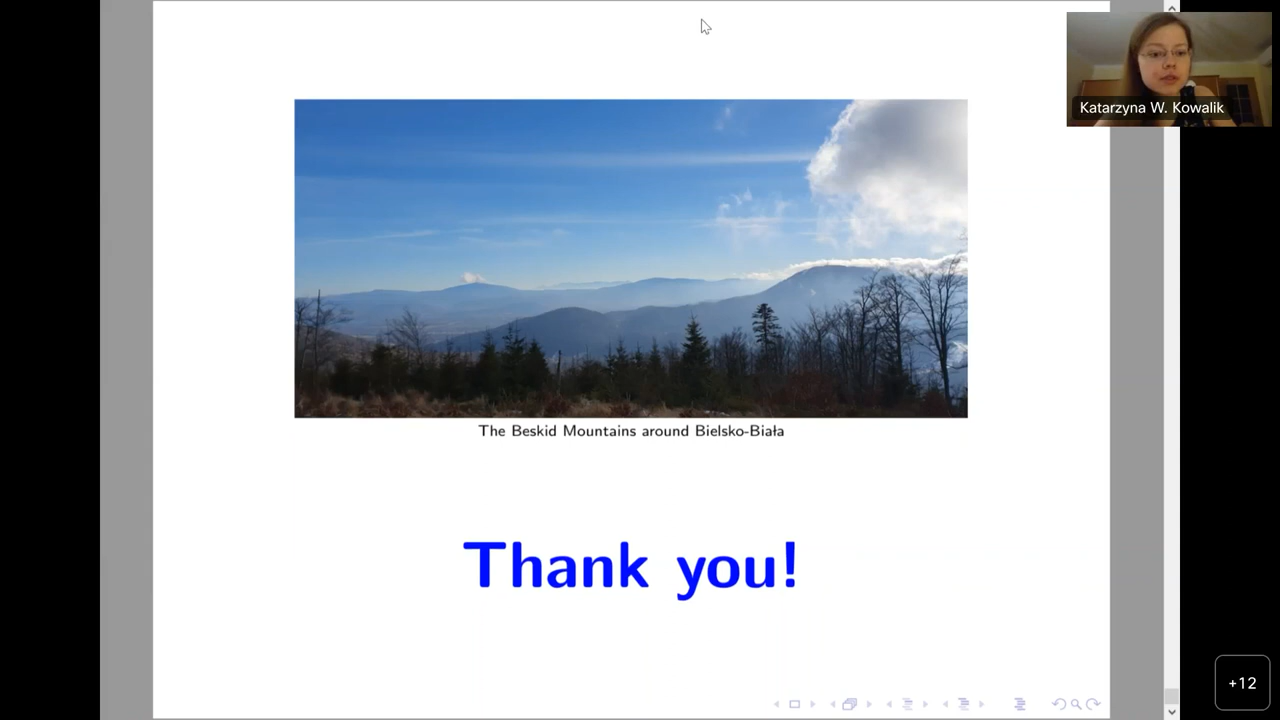 Katarzyna W. Kowalik
The Beskid Mountains around Bielsko-Biała
Thank you!
+12